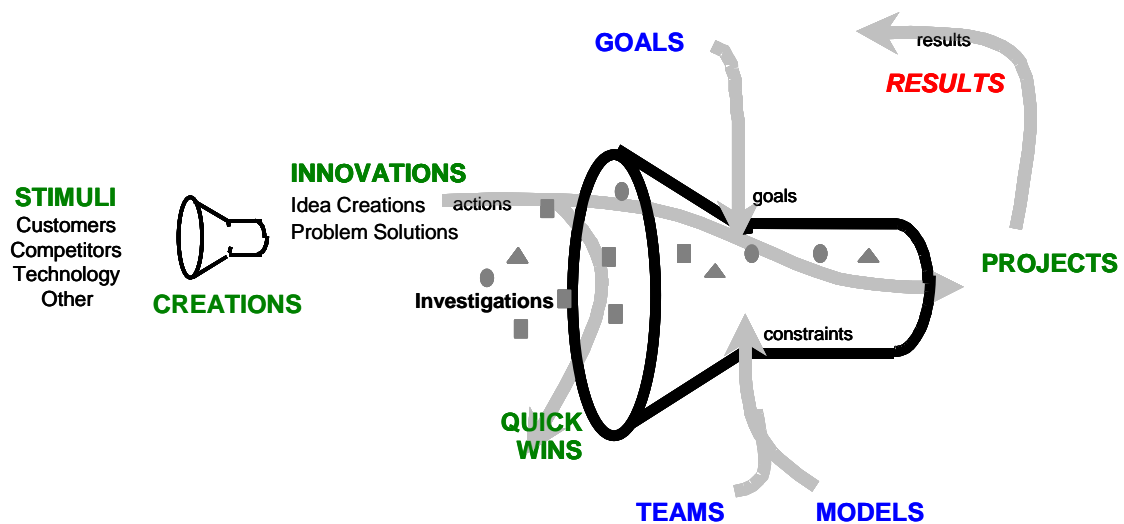 GOALS
results
RESULTS
STIMULI
Customers
Competitors
Technology
Other
CREATIONS
INNOVATIONS
Idea Creations
Problem Solutions
actions
goals
Investigations
PROJECTS
constraints
QUICK
WINS
TEAMS
MODELS